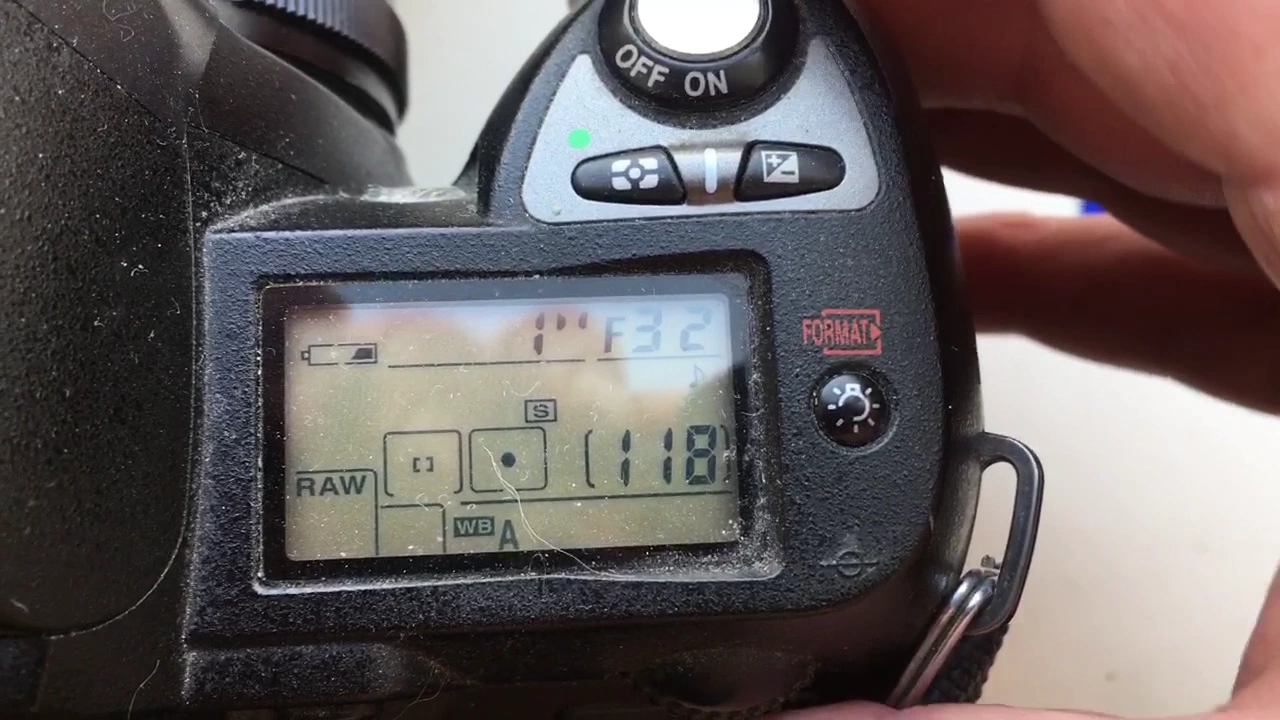 OFF ON
FORMAT
1" F32
S
[118]
RAW
WB A